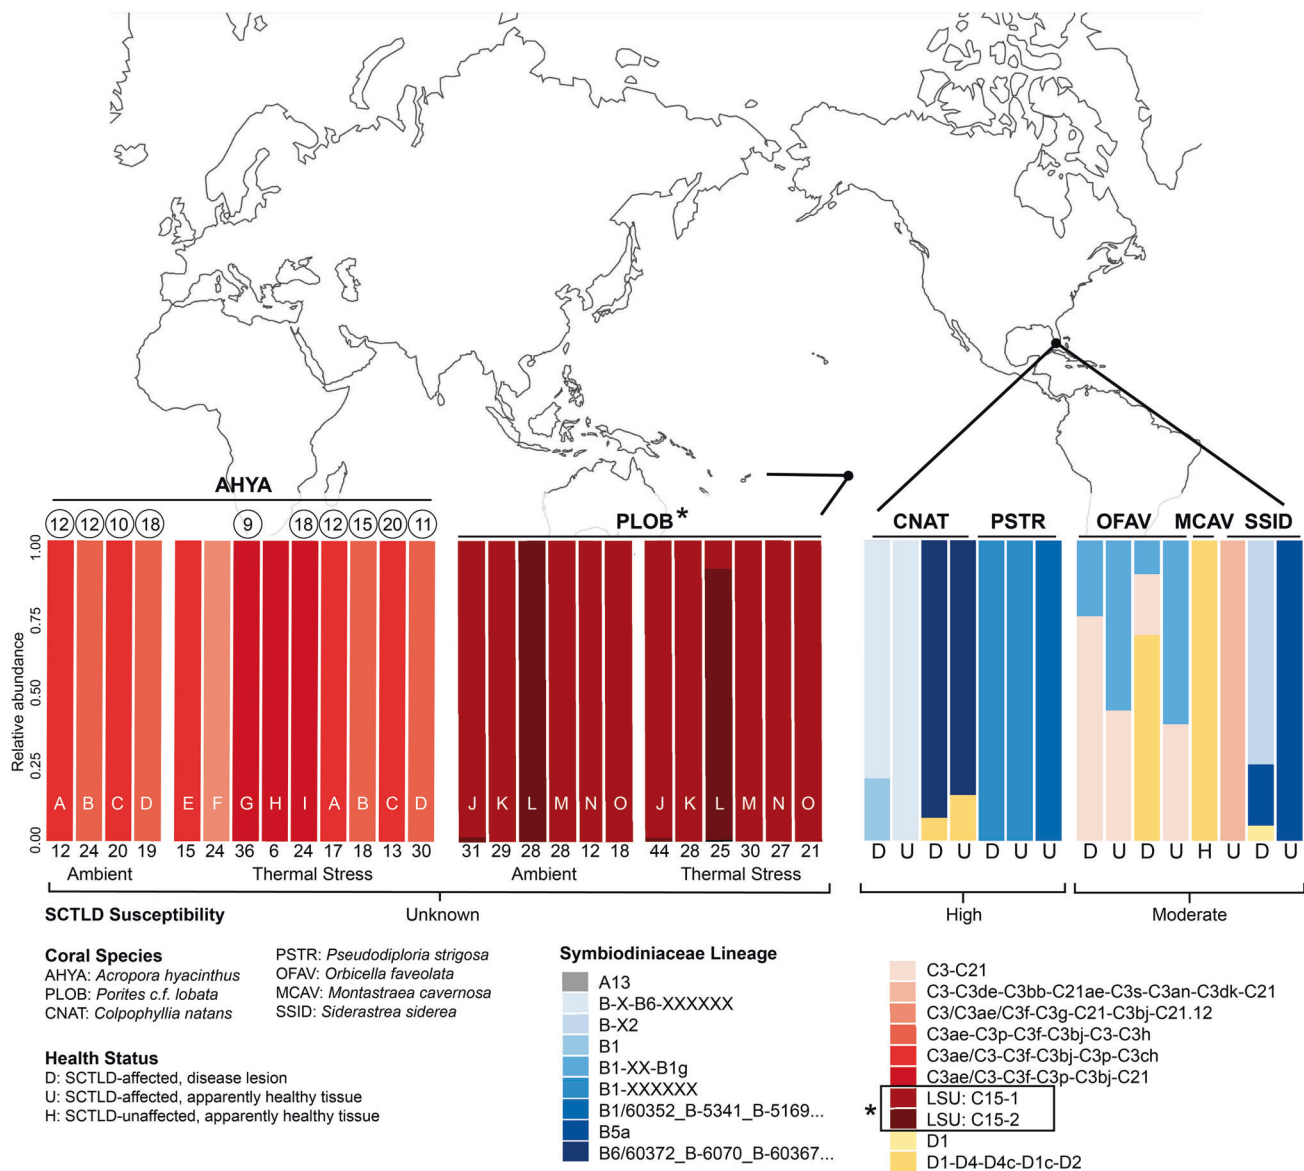 AHYA
12 12 10 18 9 18 12 15 20 11
PLOB*
CNAT PSTR OFAV MCAV SSID
Relative abundance
1.00
0.75
0.50
0.25
0.00
A B C D E F G H I A B C D
J K L M N O J K L M N O
12 24 20 19 15 24 36 6 24 17 18 13 30
31 29 28 28 12 18 44 28 25 30 27 21
D U D U D U U D U D U H U D U
Ambient Thermal Stress Ambient Thermal Stress
SCTLD Susceptibility Unknown High Moderate
Coral Species
AHYA: Acropora hyacinthus
PLOB: Porites c.f. lobata
CNAT: Colpophyllia natans
PSTR: Pseudodiploria strigosa
OFAV: Orbicella faveolata
MCAV: Montastraea cavernosa
SSID: Siderastrea siderea
Health Status
D: SCTLD-affected, disease lesion
U: SCTLD-affected, apparently healthy tissue
H: SCTLD-unaffected, apparently healthy tissue
Symbiodiniaceae Lineage
A13
B-X-B6-XXXXXX
B-X2
B1
B1-XX-B1g
B1-XXXXXX
B1/60352_B-5341_B-5169...
B5a
B6/60372_B-6070_B-60367...
C3-C21
C3-C3de-C3bb-C21ae-C3s-C3an-C3dk-C21
C3/C3ae/C3f-C3g-C21-C3bj-C21.12
C3ae-C3p-C3f-C3bj-C3-C3h
C3ae/C3-C3f-C3bj-C3p-C3ch
C3ae/C3-C3f-C3p-C3bj-C21
* LSU: C15-1
LSU: C15-2
D1
D1-D4-D4c-D1c-D2